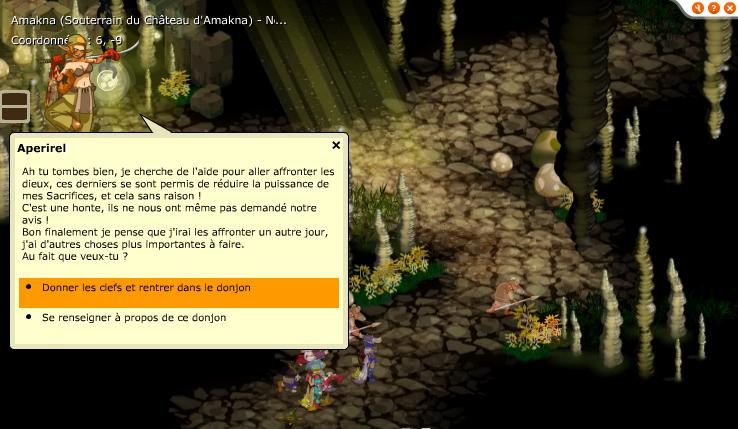 Amakna (Souterrain du Château d'Amakna) - N...
: 6, -9
Aperirel
Ah tu tombes bien, je cherche de l'aide pour aller affronter les
dieux, ces derniers se sont permis de réduire la puissance de
mes Sacrifices, et cela sans raison !
C'est une honte, ils ne nous ont même pas demandé notre
avis !
Bon finalement je pense que j'irai les affronter un autre jour,
j'ai d'autres choses plus importantes à faire.
Au fait que veux-tu ?
Donner les clefs et rentrer dans le donjon
Se renseigner à propos de ce donjon